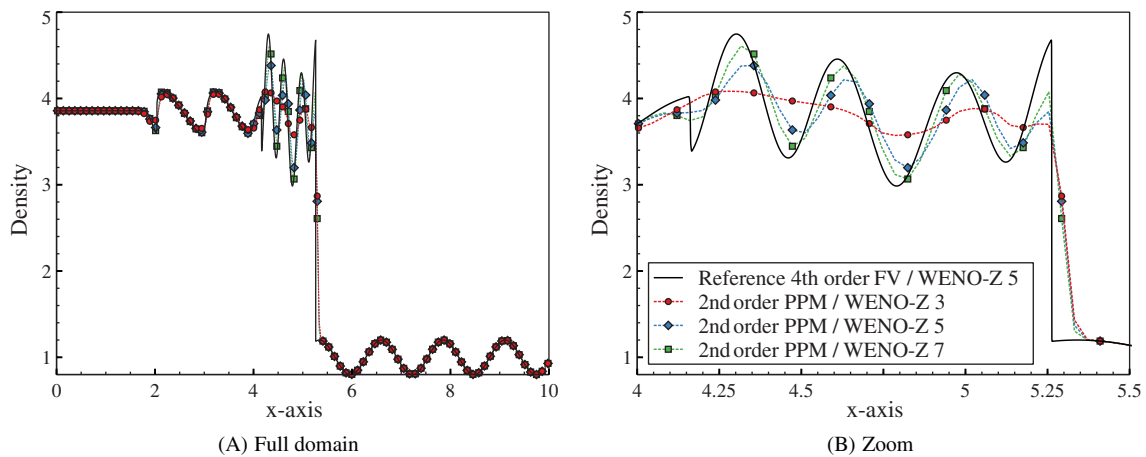 5
4
3
2
1
Density
0
2
4
6
8
10
x-axis
(A) Full domain
5
4
3
2
1
Density
Reference 4th order FV / WENO-Z 5
2nd order PPM / WENO-Z 3
2nd order PPM / WENO-Z 5
2nd order PPM / WENO-Z 7
4
4.25
4.5
4.75
5
5.25
5.5
x-axis
(B) Zoom